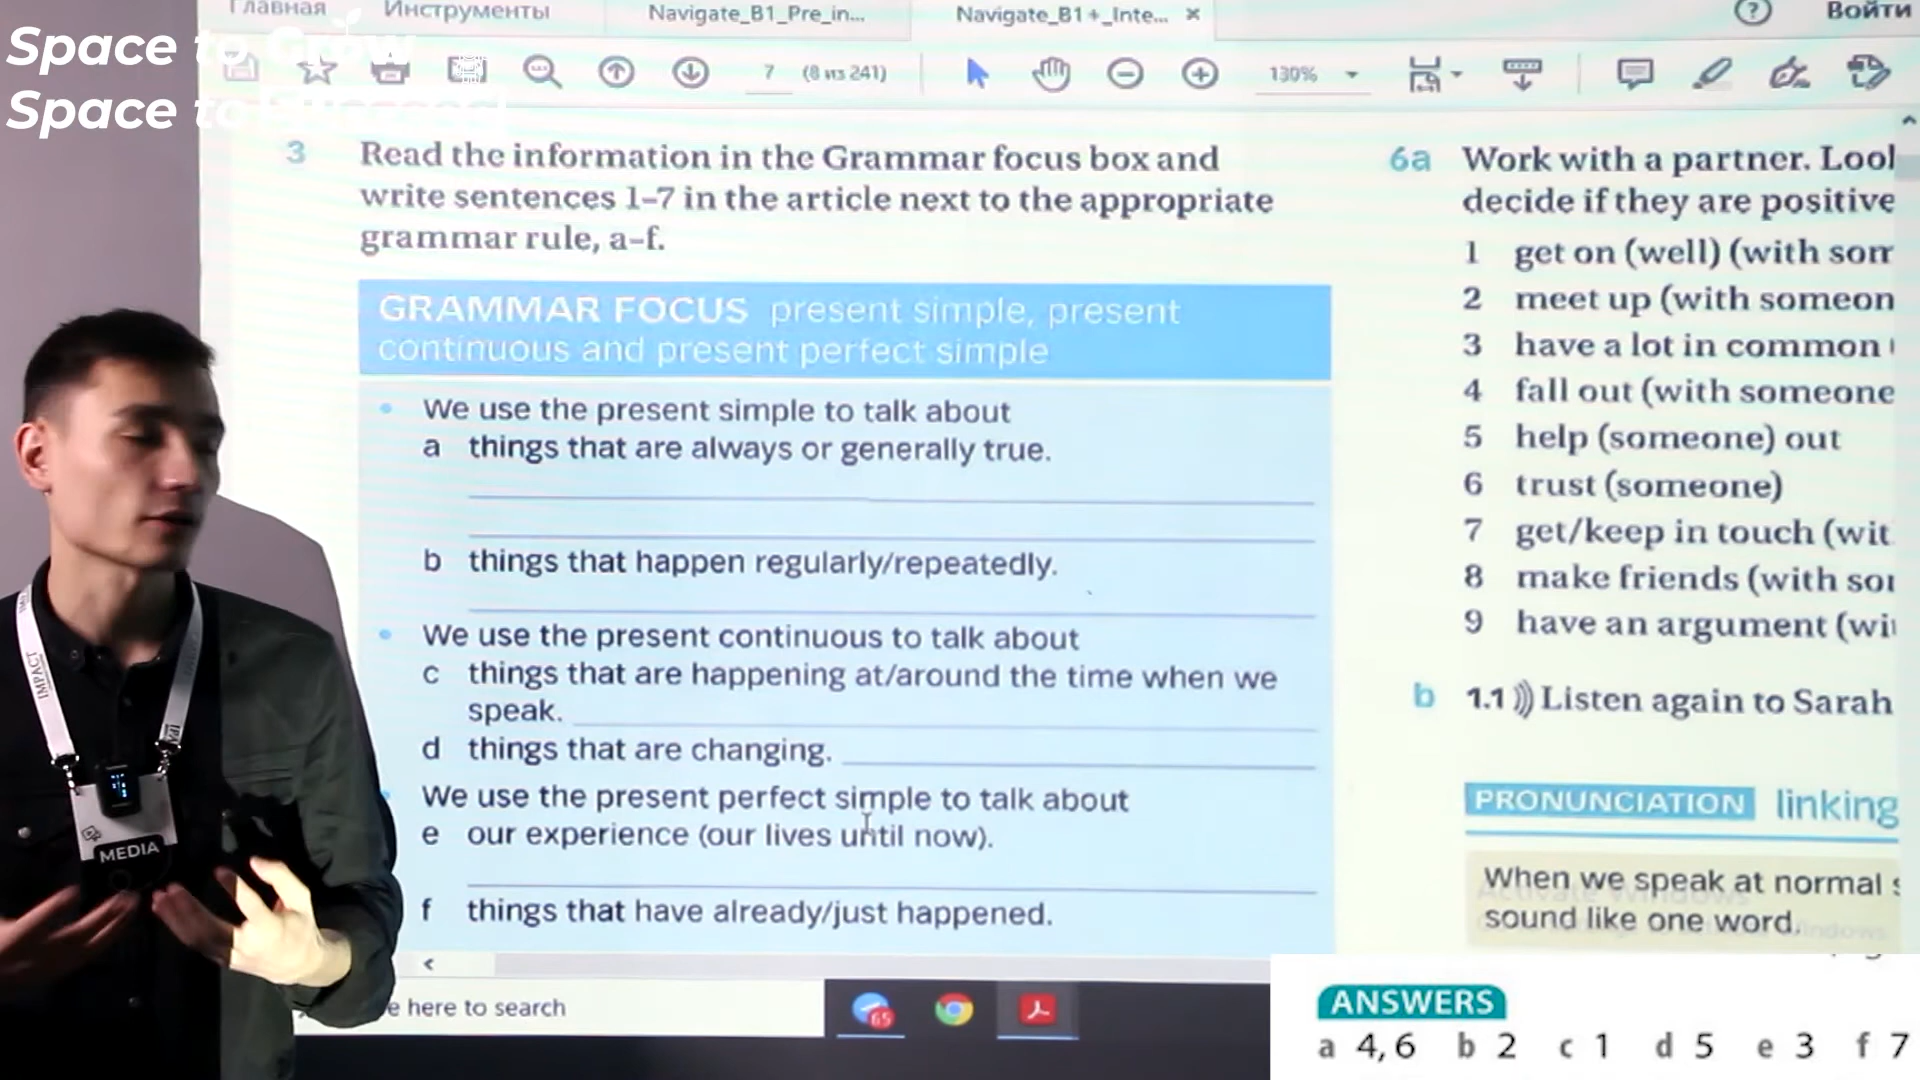 Главная
Инструменты
Navigate_B1_Pre_in...
Navigate_B1+_Inte...
Войти
Space to Grow
Space to
7 (8 из 241)
130%
3 Read the information in the Grammar focus box and
write sentences 1–7 in the article next to the appropriate
grammar rule, a–f.
GRAMMAR FOCUS present simple, present
continuous and present perfect simple
• We use the present simple to talk about
a things that are always or generally true.
b things that happen regularly/repeatedly.
• We use the present continuous to talk about
c things that are happening at/around the time when we
speak.
d things that are changing.
We use the present perfect simple to talk about
e our experience (our lives until now).
f things that have already/just happened.
6a Work with a partner.
decide if they are positive
1 get on (well) (with
2 meet up (with
3 have a lot in common
4 fall out (with someone
5 help (someone) out
6 trust (someone)
7 get/keep in touch
8 make friends (with
9 have an argument
b 1.1 Listen again to Sarah
PRONUNCIATION linking
When we speak at normal
sound like one word.
Activate Windows
IMPACT
MEDIA
here to search
65
ANSWERS
a 4, 6 b 2 c 1 d 5 e 3 f 7